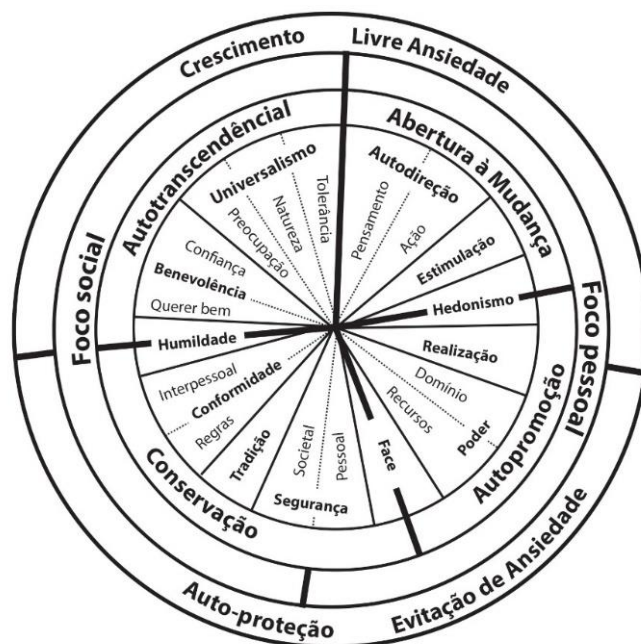 Crescimento
Livre Ansiedade
Autotranscendêncial
Abertura à Mudança
Foco social
Foco pessoal
Universalismo
Preocupação
Natureza
Tolerância
Autodireção
Pensamento
Ação
Estimulação
Hedonismo
Confiança
Benevolência
Querer bem
Humildade
Realização
Domínio
Recursos
Poder
Interpessoal
Conformidade
Regras
Tradição
Societal
Pessoal
Segurança
Face
Conservação
Autopromoção
Auto-proteção
Evitação de Ansiedade